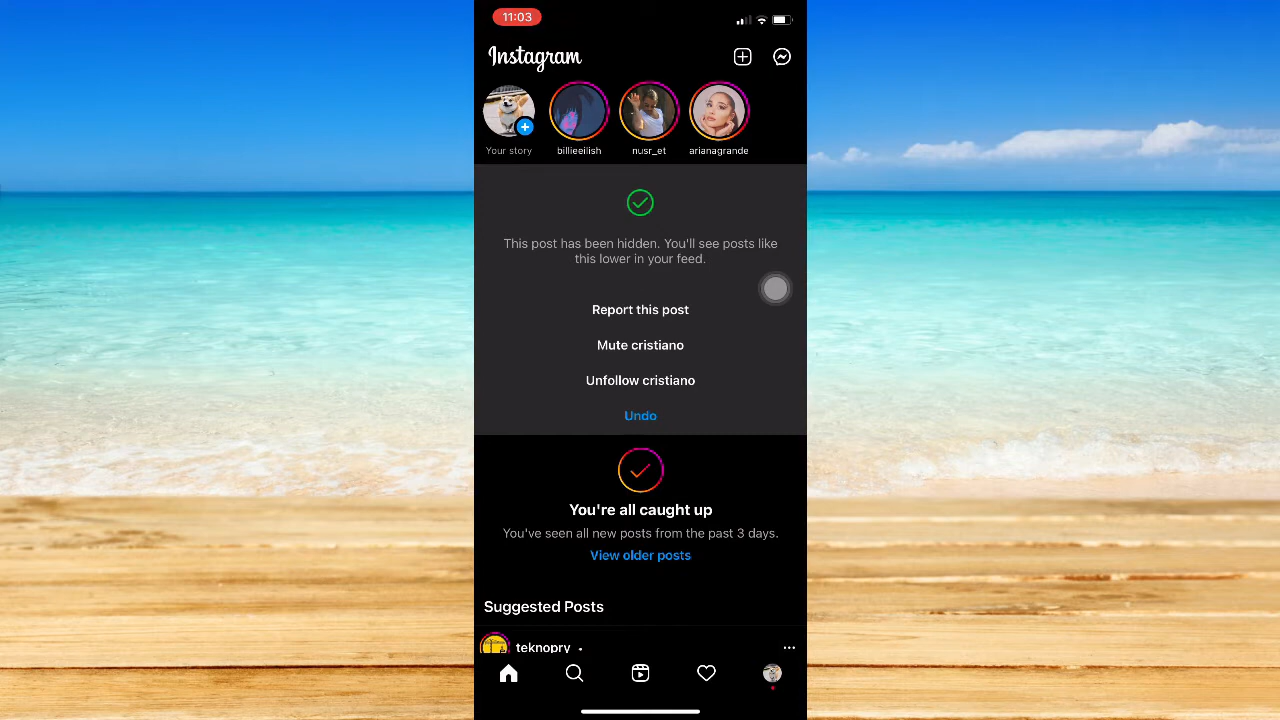 11:03
Instagram
Your story
billieeilish
nusr_et
arianagrande
This post has been hidden. You'll see posts like
this lower in your feed.
Report this post
Mute cristiano
Unfollow cristiano
Undo
You're all caught up
You've seen all new posts from the past 3 days.
View older posts
Suggested Posts
teknopry